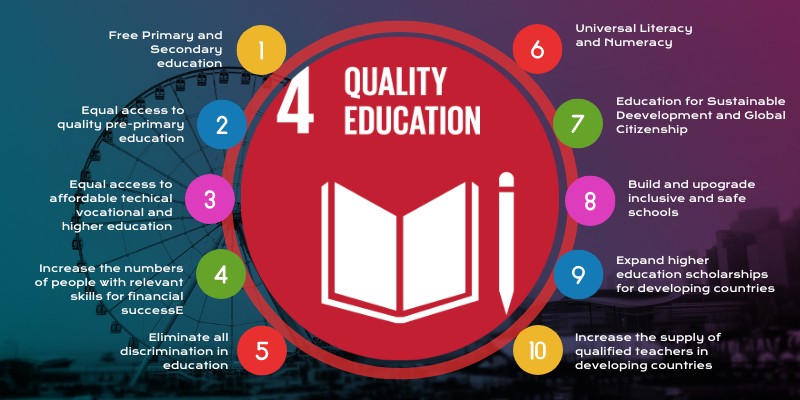 4
QUALITY
EDUCATION
1
Free Primary and
Secondary
education
2
Equal access to
quality pre-primary
education
3
Equal access to
affordable techical
vocational and
higher education
4
Increase the numbers
of people with relevant
skills for financial
successE
5
Eliminate all
discrimination in
education
6
Universal Literacy
and Numeracy
7
Education for Sustainable
Deevelopment and Global
Citizenship
8
Build and upograde
inclusive and safe
schools
9
Expand higher
education scholarships
for developing countries
10
Increase the supply of
qualified teachers in
developing countries